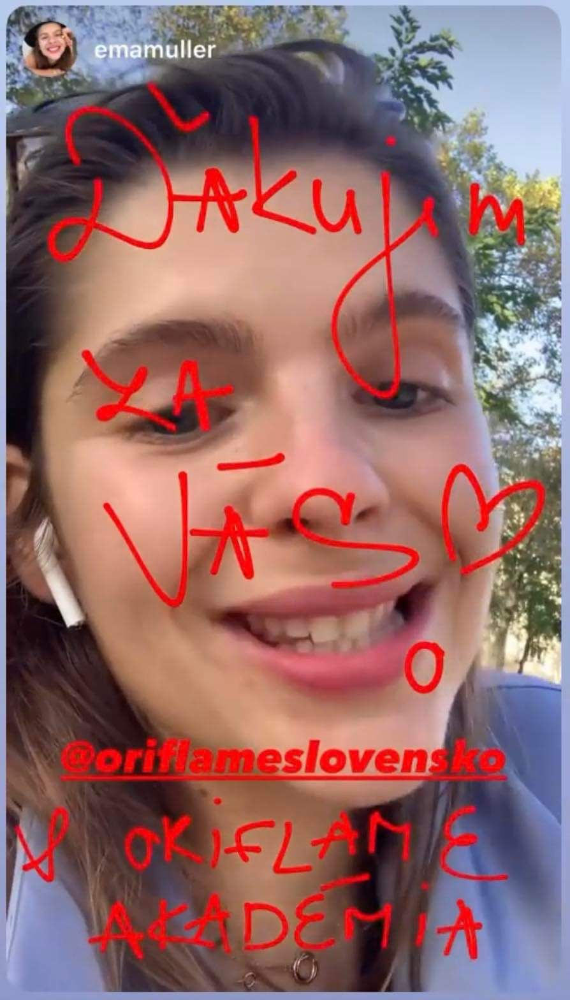 emamuller
Ďakujem
ZA
VÁS ♡
@oriflameslovensko
& ORiFLAME
AKADÉMiA